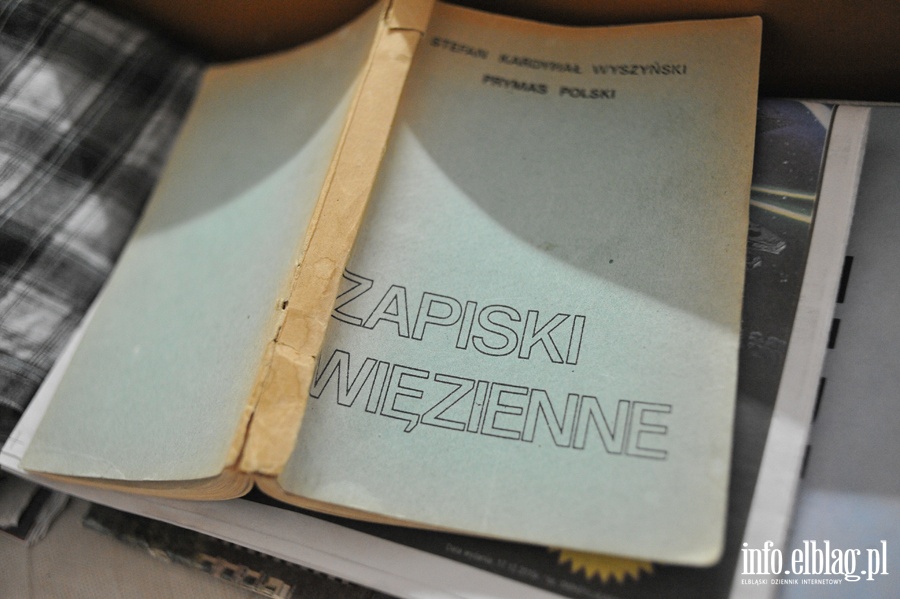 STEFAN KARDYNAŁ WYSZYŃSKI
PRYMAS POLSKI
ZAPISKI
WIĘZIENNE
info.elblag.pl
ELBLĄSKI DZIENNIK INTERNETOWY